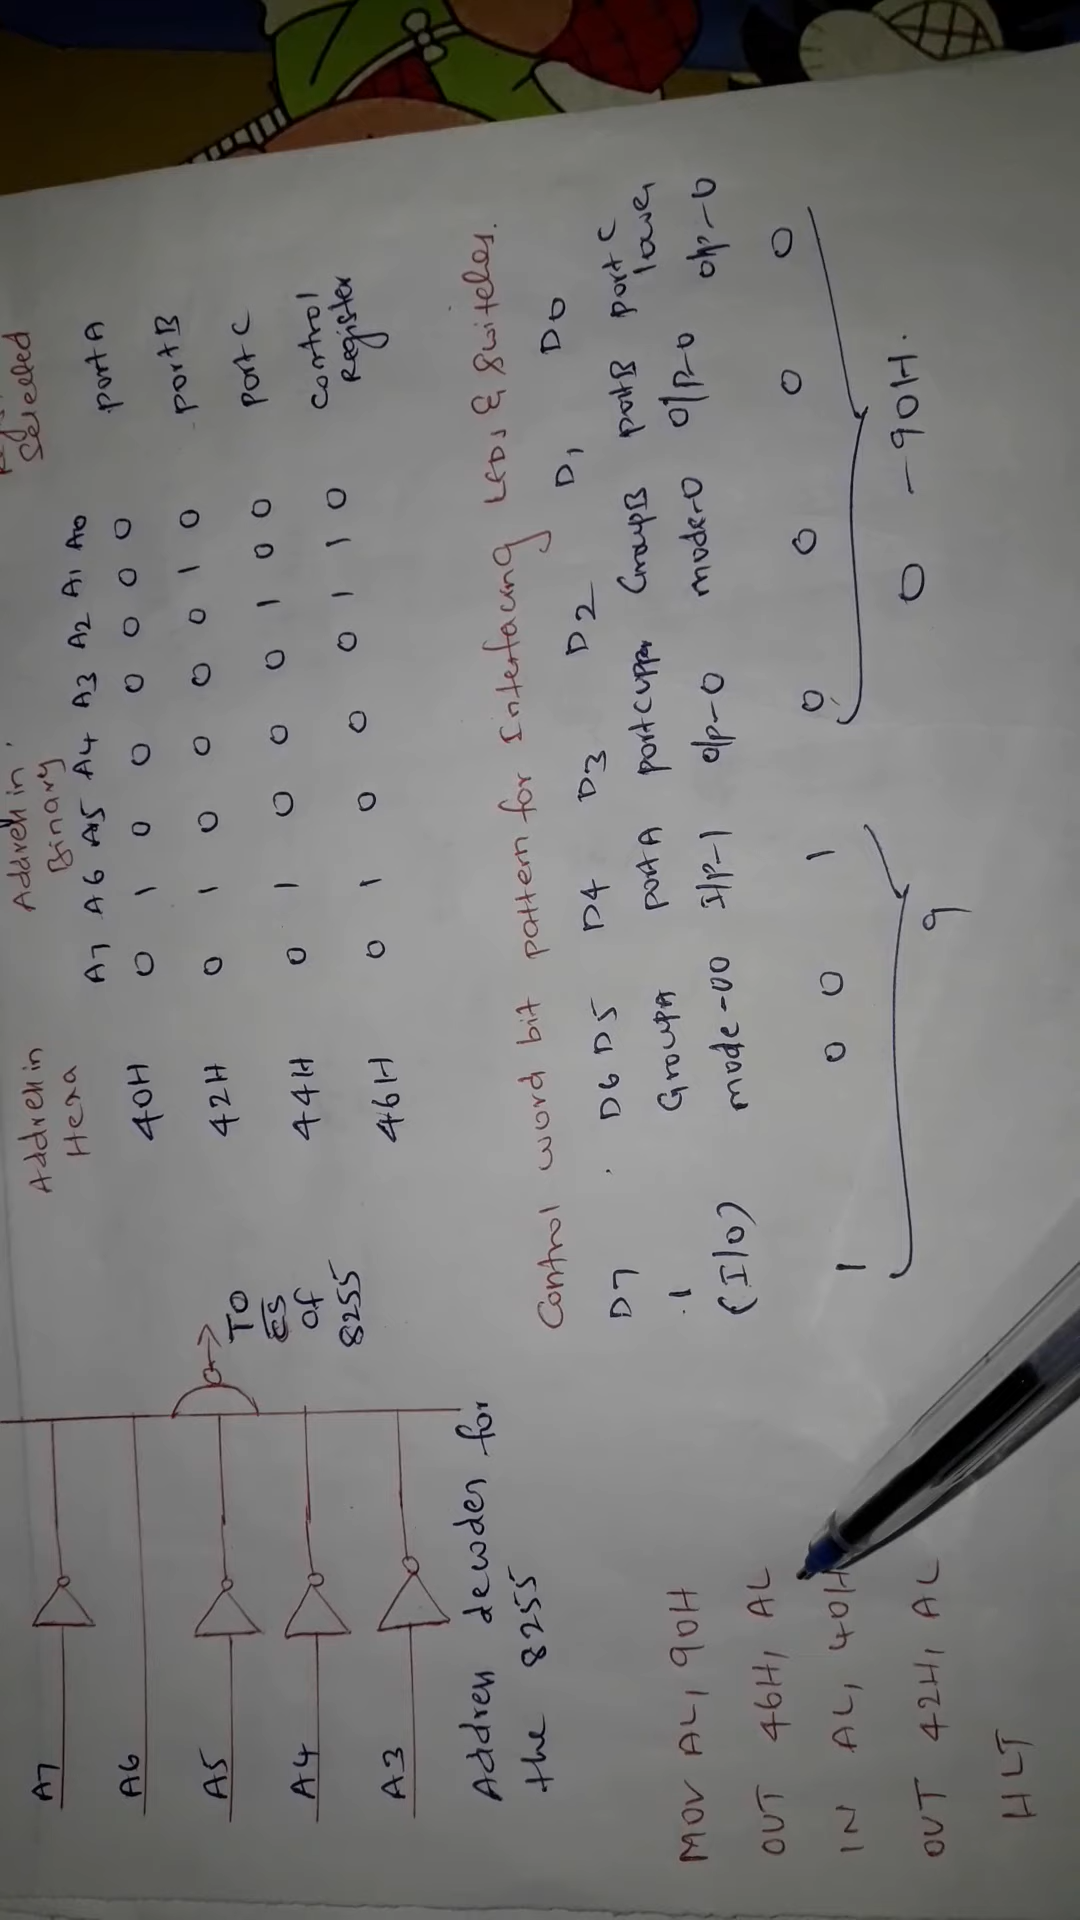 A7
A6
A5
A4
A3
TO
CS
of
8255
Address decoder for
the 8255
Address in
Hexa
Address in
Binary
Selected
A7 A6 A5 A4 A3 A2 A1 A0
40H 0 1 0 0 0 0 0 0 port A
42H 0 1 0 0 0 0 1 0 port B
44H 0 1 0 0 0 1 0 0 port C
46H 0 1 0 0 0 1 1 0 control
Register
Control word bit pattern for Interfacing LEDs & Switches.
D7 D6 D5 D4 D3 D2 D1 D0
1 Group A port A port C upper Group B port B port C
lower
(I/O) mode-00 I/P-1 O/P-0 mode-0 O/P-0 O/P-0
1 0 0 1 0 0 0 0
9 0 - 90H.
MOV AL, 90H
OUT 46H, AL
IN AL, 40H
OUT 42H, AL
HLT